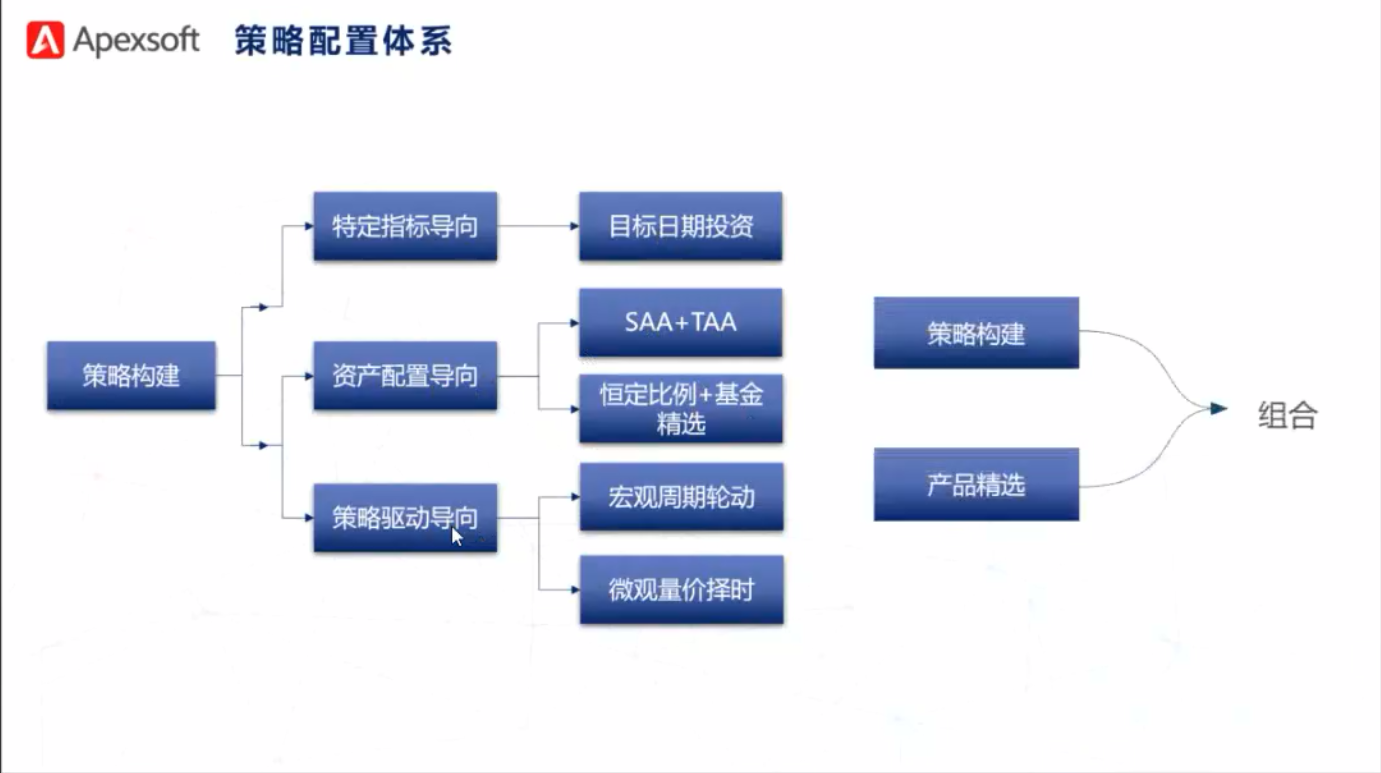 Apexsoft 策略配置体系
特定指标导向
目标日期投资
SAA+TAA
策略构建
资产配置导向
恒定比例+基金
精选
策略驱动导向
宏观周期轮动
微观量价择时
策略构建
产品精选
组合